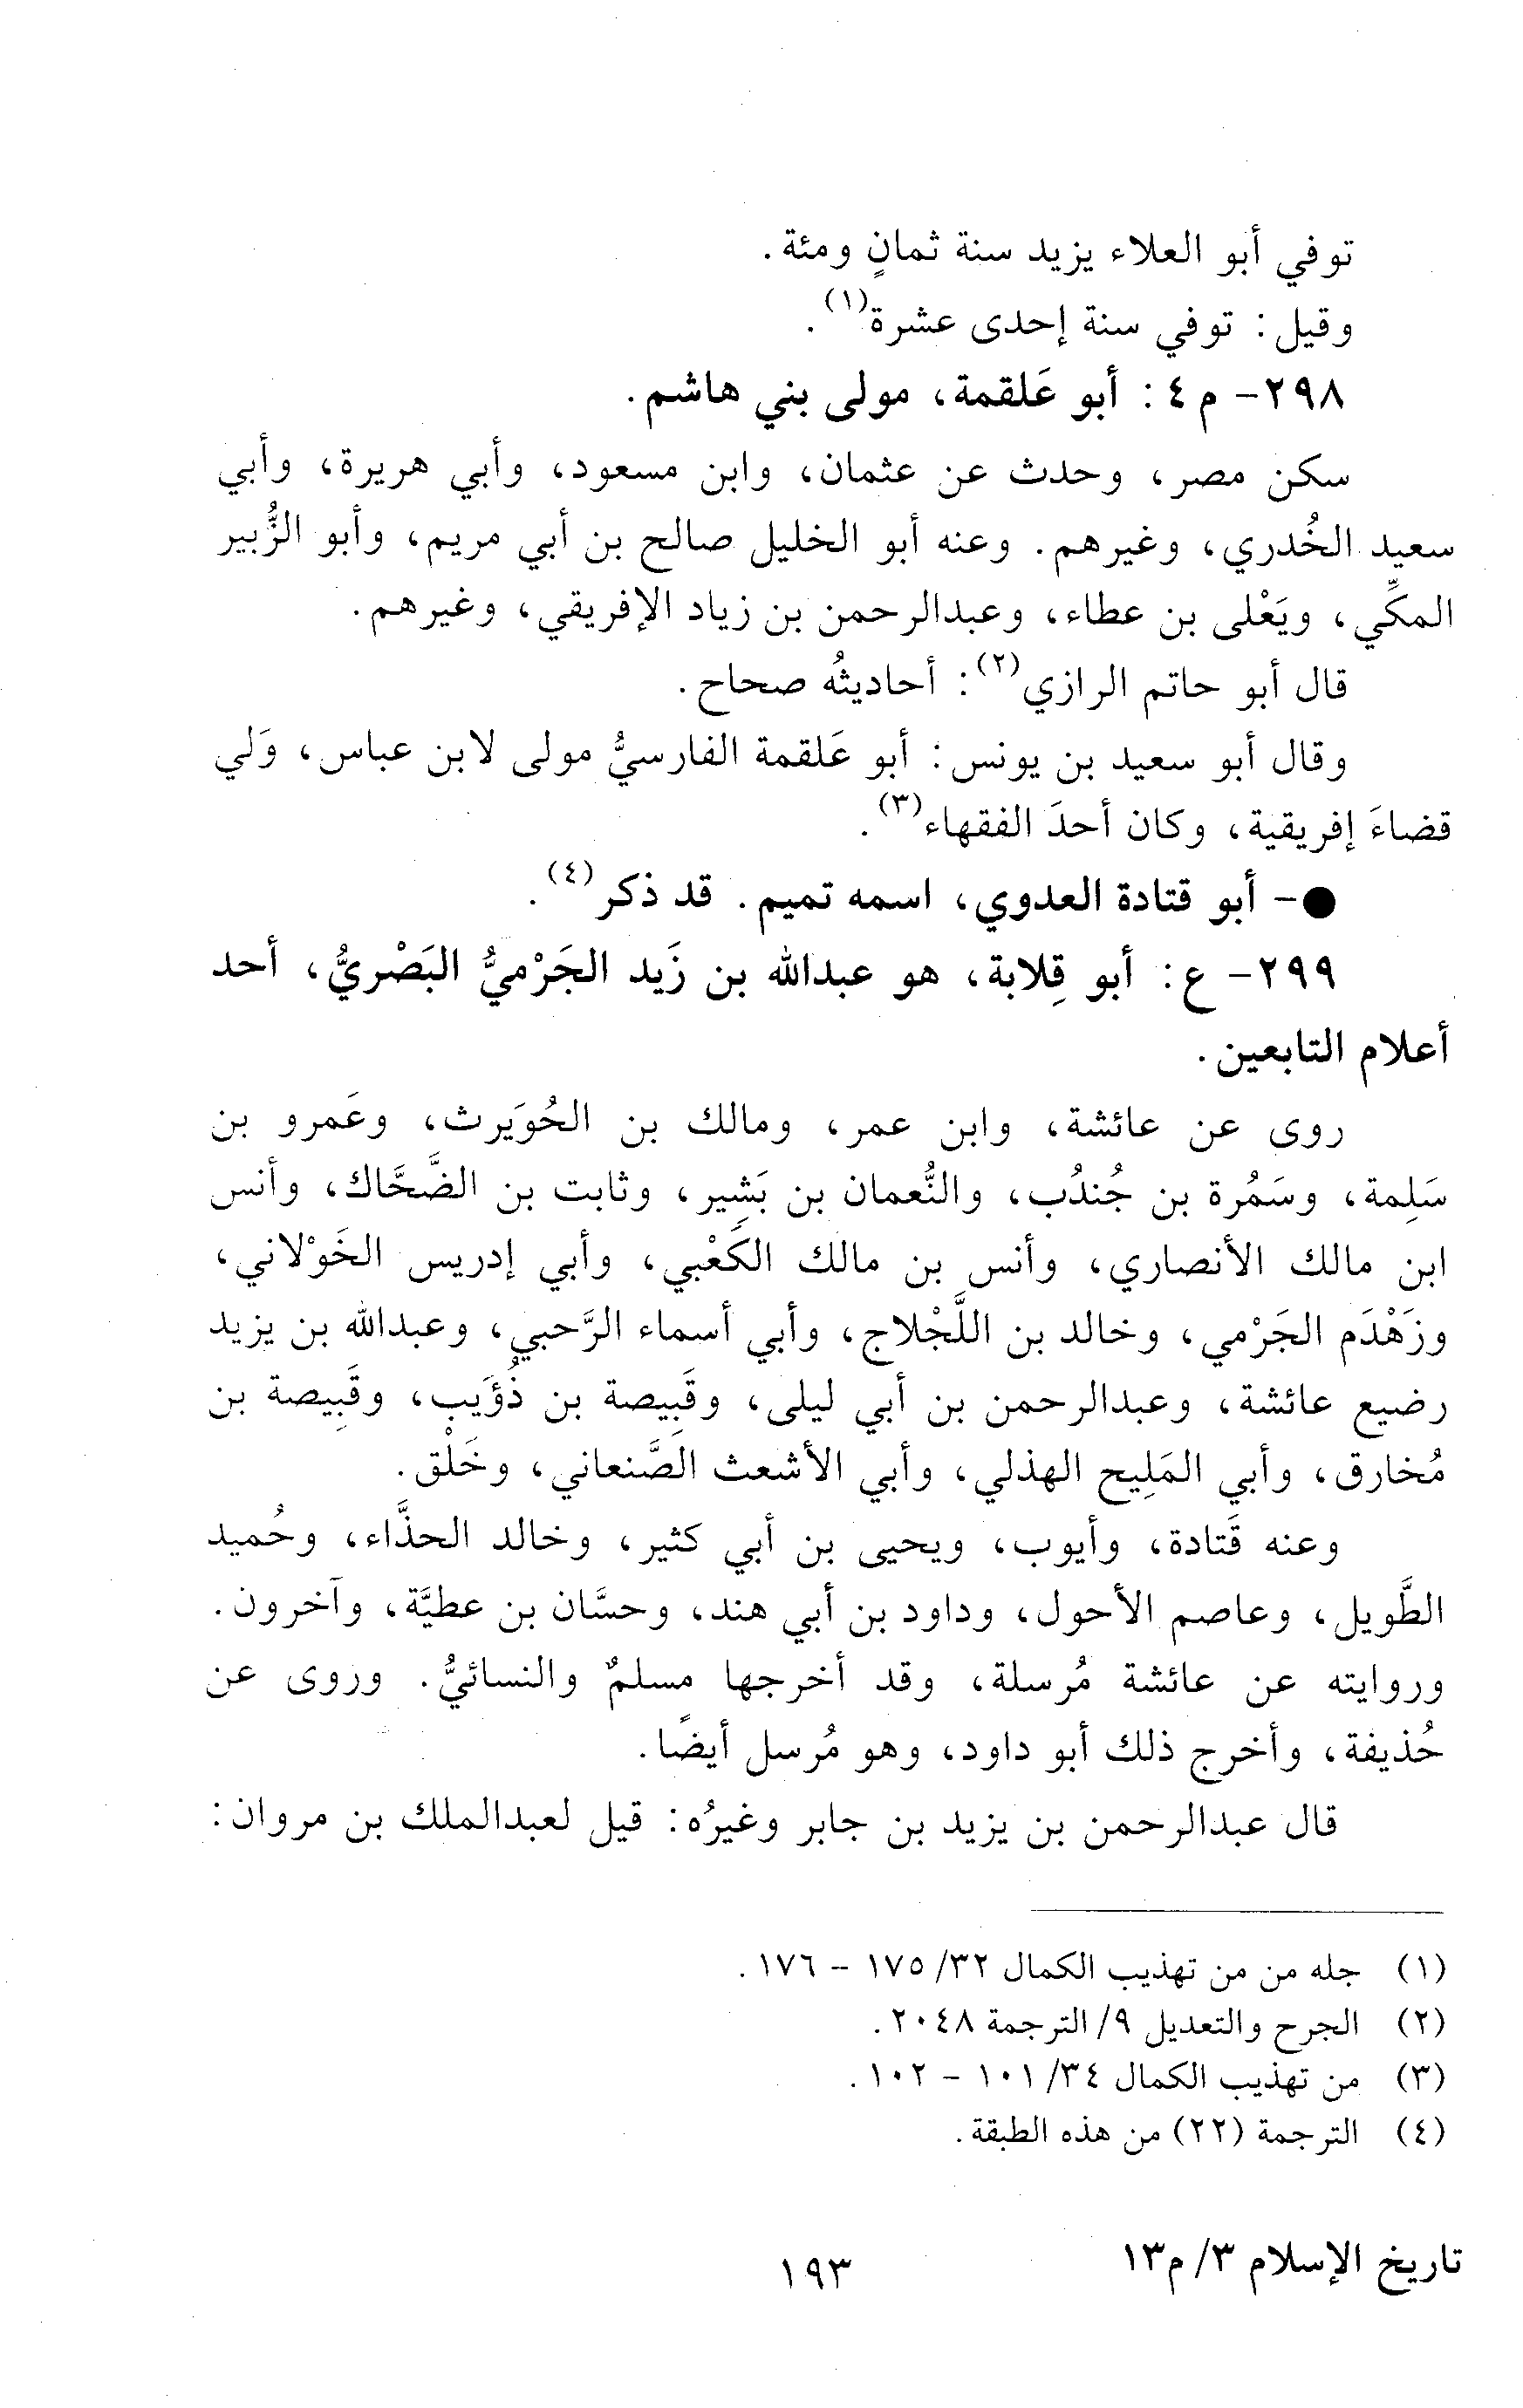 توفي أبو العلاء يزيد سنة ثمانٍ ومئة.
وقيل: توفي سنة إحدى عشرة(١).
٢٩٨- م ٤: أبو عَلقمة، مولى بني هاشم.
سكن مصر، وحدث عن عثمان، وابن مسعود، وأبي هريرة، وأبي
سعيد الخُدري، وغيرهم. وعنه أبو الخليل صالح بن أبي مريم، وأبو الزُّبير
المكِّي، ويَعْلى بن عطاء، وعبدالرحمن بن زياد الإفريقي، وغيرهم.
قال أبو حاتم الرازي(٢): أحاديثُه صحاح.
وقال أبو سعيد بن يونس: أبو عَلقمة الفارسيُّ مولى لابن عباس، وَلي
قضاءَ إفريقية، وكان أحدَ الفقهاء(٣).
●- أبو قتادة العدوي، اسمه تميم. قد ذكر(٤).
٢٩٩- ع: أبو قِلابة، هو عبدالله بن زَيد الجَرْميُّ البَصْريُّ، أحد
أعلام التابعين.
روى عن عائشة، وابن عمر، ومالك بن الحُوَيرث، وعَمرو بن
سَلِمة، وسَمُرة بن جُندُب، والنُّعمان بن بَشِير، وثابت بن الضَّحَّاك، وأنس
ابن مالك الأنصاري، وأنس بن مالك الكَعْبي، وأبي إدريس الخَوْلاني،
وزَهْدَم الجَرْمي، وخالد بن اللَّجْلاج، وأبي أسماء الرَّحبي، وعبدالله بن يزيد
رضيع عائشة، وعبدالرحمن بن أبي ليلى، وقَبِيصة بن ذُؤَيب، وقَبِيصة بن
مُخارق، وأبي المَلِيح الهذلي، وأبي الأشعث الصَّنعاني، وخَلْق.
وعنه قَتادة، وأيوب، ويحيى بن أبي كثير، وخالد الحذَّاء، وحُميد
الطَّويل، وعاصم الأحول، وداود بن أبي هند، وحسَّان بن عطيَّة، وآخرون.
وروايته عن عائشة مُرسلة، وقد أخرجها مسلمٌ والنسائيُّ. وروى عن
حُذيفة، وأخرج ذلك أبو داود، وهو مُرسل أيضًا.
قال عبدالرحمن بن يزيد بن جابر وغيرُه: قيل لعبدالملك بن مروان:
(١) جله من من تهذيب الكمال ٣٢/ ١٧٥ - ١٧٦.
(٢) الجرح والتعديل ٩/ الترجمة ٢٠٤٨.
(٣) من تهذيب الكمال ٣٤/ ١٠١ - ١٠٢.
(٤) الترجمة (٢٢) من هذه الطبقة.
تاريخ الإسلام ٣/ م١٣
١٩٣